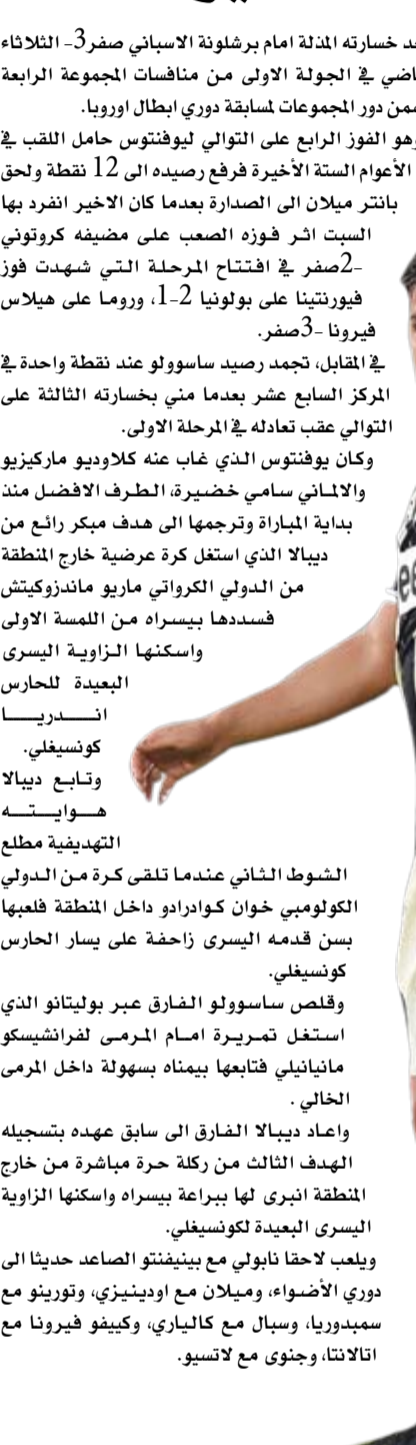 خسارته المذلة امام برشلونة الاسباني صفر3- الثلاثاء
في الجولة الاولى من منافسات المجموعة الرابعة
دور المجموعات لمسابقة دوري ابطال اوروبا.
وهو الفوز الرابع على التوالي ليوفنتوس حامل اللقب في
الأعوام الستة الأخيرة فرفع رصيده الى 12 نقطة ولحق
بانتر ميلان الى الصدارة بعدما كان الاخير انفرد بها
السبت اثر فوزه الصعب على مضيفه كروتوني
-2صفر في افتتاح المرحلة التي شهدت فوز
فيورنتينا على بولونيا 2-1، وروما على هيلاس
فيرونا -3صفر.
في المقابل، تجمد رصيد ساسوولو عند نقطة واحدة في
المركز السابع عشر بعدما مني بخسارته الثالثة على
التوالي عقب تعادله في المرحلة الاولى.
وكان يوفنتوس الذي غاب عنه كلاوديو ماركيزيو
والالماني سامي خضيرة، الطرف الافضل منذ
بداية المباراة وترجمها الى هدف مبكر رائع من
ديبالا الذي استغل كرة عرضية خارج المنطقة
من الدولي الكرواتي ماريو ماندزوكيتش
فسددها بيسراه من اللمسة الاولى
واسكنها الزاوية اليسرى
البعيدة للحارس
انـــدريـــا
كونسيغلي.
وتابع ديبالا
هـــوايـــتـــه
التهديفية مطلع
الشوط الثاني عندما تلقى كرة من الدولي
الكولومبي خوان كوادرادو داخل المنطقة فلعبها
بسن قدمه اليسرى زاحفة على يسار الحارس
كونسيغلي.
وقلص ساسوولو الفارق عبر بوليتانو الذي
استغل تمريرة امام المرمى لفرانشيسكو
مانيانيلي فتابعها بيمناه بسهولة داخل المرمى
الخالي .
واعاد ديبالا الفارق الى سابق عهده بتسجيله
الهدف الثالث من ركلة حرة مباشرة من خارج
المنطقة انبرى لها ببراعة بيسراه واسكنها الزاوية
اليسرى البعيدة لكونسيغلي.
ويلعب لاحقا نابولي مع بينيفنتو الصاعد حديثا الى
دوري الأضواء، وميلان مع اودينيزي، وتورينو مع
سمبدوريا، وسبال مع كالياري، وكييفو فيرونا مع
اتالانتا، وجنوى مع لاتسيو.